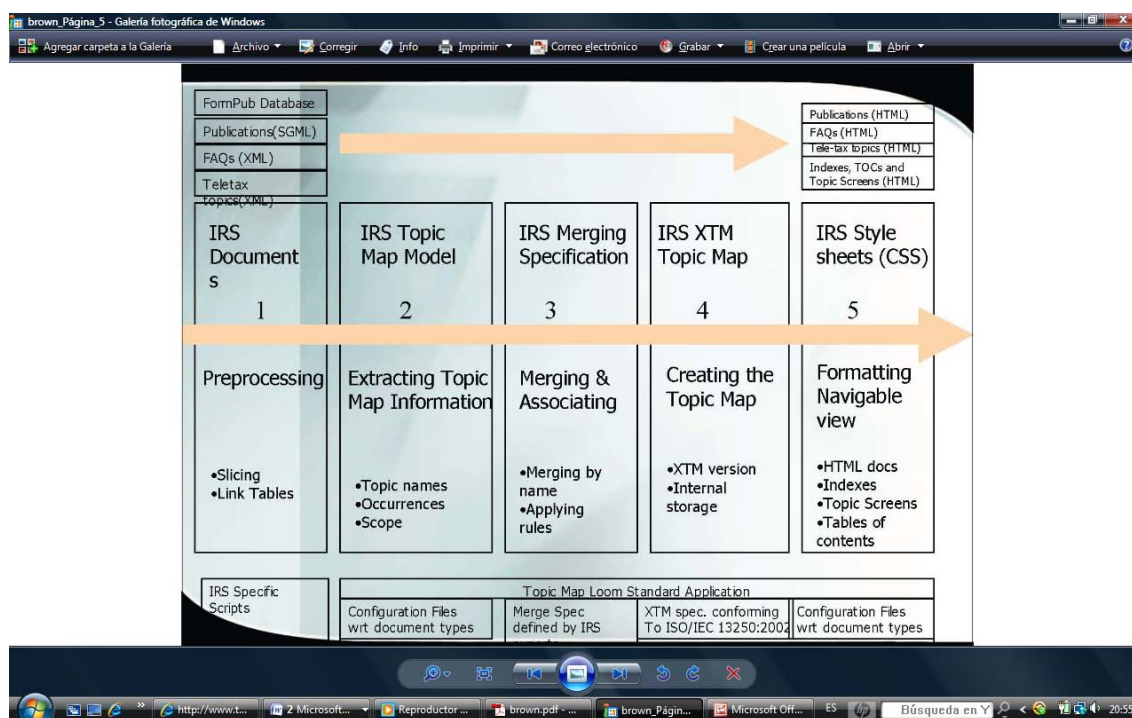 brown_Página_5 - Galería fotográfica de Windows
Agregar carpeta a la Galería Archivo Corregir Info Imprimir Correo electrónico Grabar Crear una película Abrir
FormPub Database
Publications(SGML)
FAQs (XML)
Teletax
topics(XML)
Publications (HTML)
FAQs (HTML)
Tele-tax topics (HTML)
Indexes, TOCs and
Topic Screens (HTML)
IRS
Document
s
1
Preprocessing
•Slicing
•Link Tables
IRS Topic
Map Model
2
Extracting Topic
Map Information
•Topic names
•Occurrences
•Scope
IRS Merging
Specification
3
Merging &
Associating
•Merging by
name
•Applying
rules
IRS XTM
Topic Map
4
Creating the
Topic Map
•XTM version
•Internal
storage
IRS Style
sheets (CSS)
5
Formatting
Navigable
view
•HTML docs
•Indexes
•Topic Screens
•Tables of
contents
IRS Specific
Scripts
Topic Map Loom Standard Application
Configuration Files
wrt document types
Merge Spec
defined by IRS
XTM spec. conforming
To ISO/IEC 13250:2002
Configuration Files
wrt document types
http://www.t... 2 Microsoft... Reproductor ... brown.pdf - ... brown_Págin... Microsoft Off... ES hp Búsqueda en Y 20:55